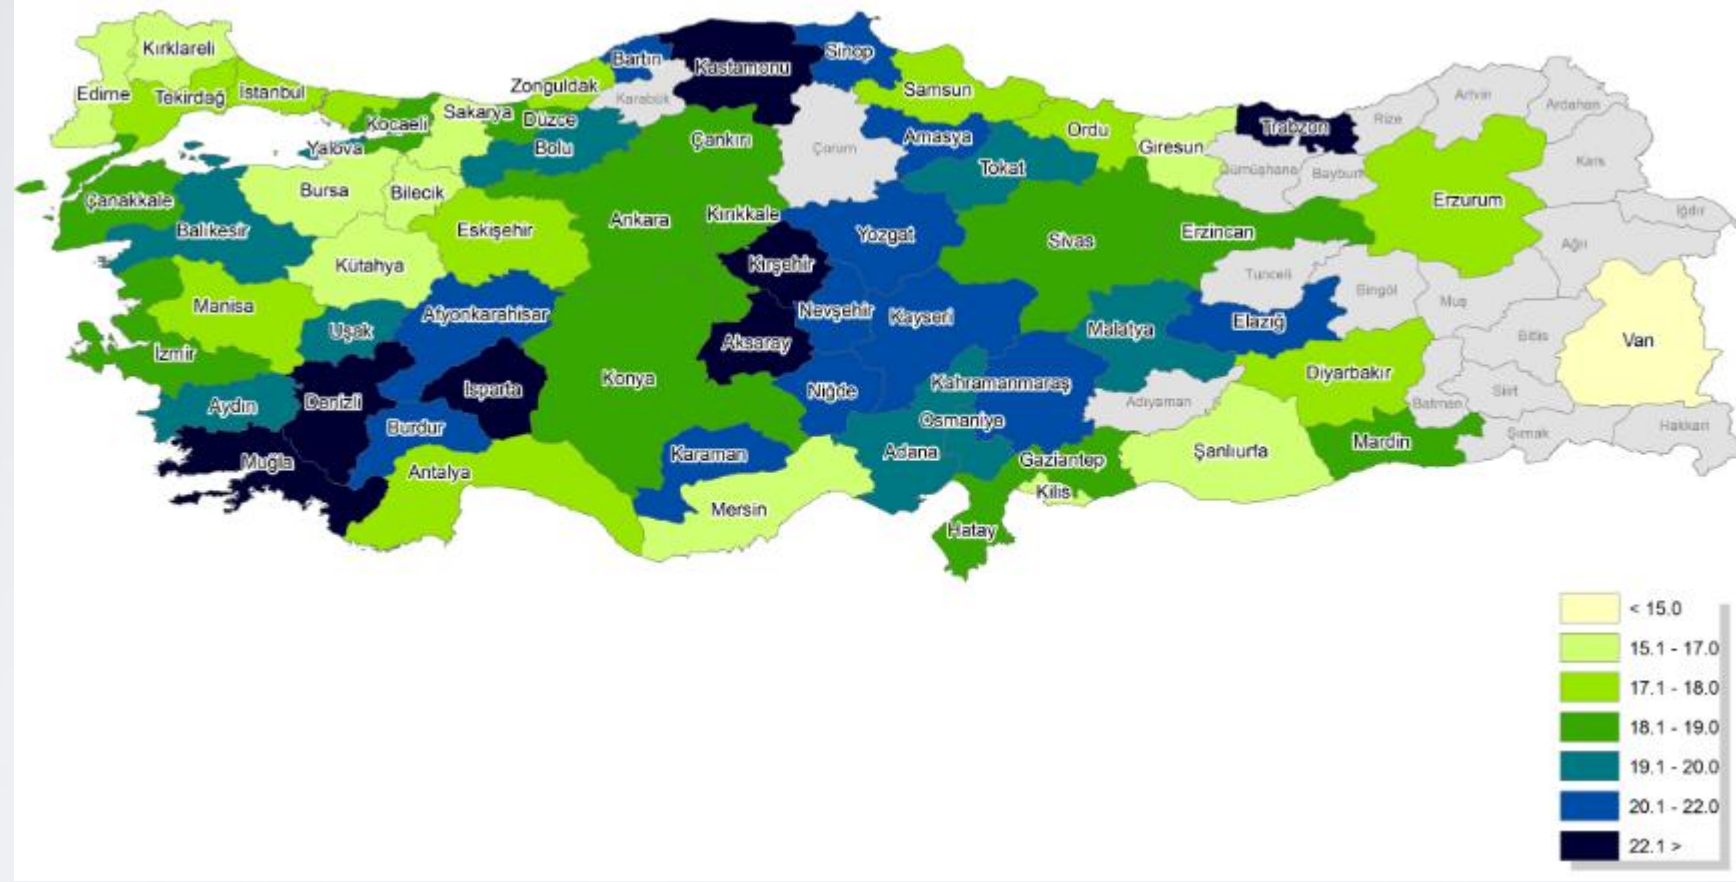 Kırklareli
Edirne
Tekirdağ
İstanbul
Kocaeli
Sakarya
Düzce
Zonguldak
Bartın
Karabük
Kastamonu
Sinop
Samsun
Çankırı
Çorum
Amasya
Tokat
Ordu
Giresun
Trabzon
Rize
Artvin
Ardahan
Kars
Gümüşhane
Bayburt
Erzurum
Iğdır
Ağrı
Yalova
Bolu
Bursa
Bilecik
Çanakkale
Balıkesir
Eskişehir
Ankara
Kırıkkale
Yozgat
Sivas
Erzincan
Kütahya
Kırşehir
Tunceli
Bingöl
Muş
Manisa
Uşak
Afyonkarahisar
Nevşehir
Kayseri
Malatya
Elazığ
Bitlis
Van
İzmir
Aksaray
Konya
Isparta
Denizli
Aydın
Niğde
Kahramanmaraş
Diyarbakır
Siirt
Batman
Adıyaman
Osmaniye
Burdur
Muğla
Antalya
Karaman
Adana
Gaziantep
Şanlıurfa
Mardin
Şırnak
Hakkari
Kilis
Mersin
Hatay
< 15.0
15.1 - 17.0
17.1 - 18.0
18.1 - 19.0
19.1 - 20.0
20.1 - 22.0
22.1 >